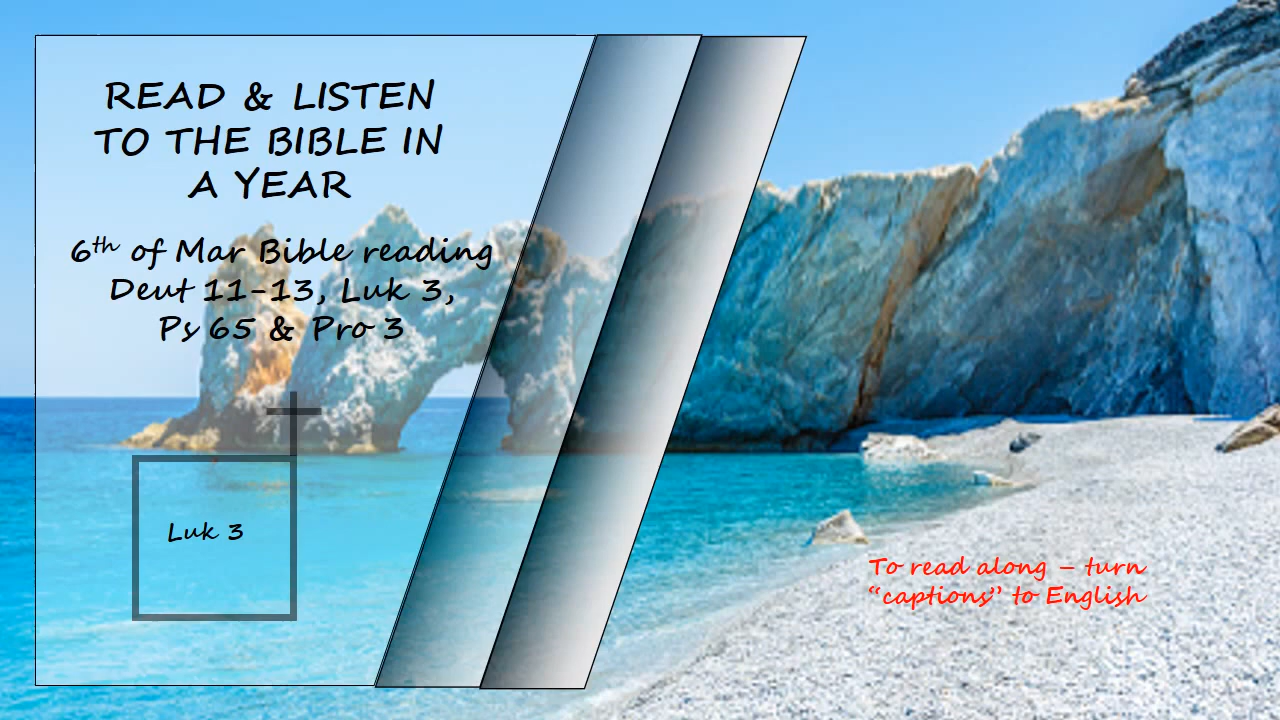 READ & LISTEN
TO THE BIBLE IN
A YEAR
6th of Mar Bible reading
Deut 11-13, Luk 3,
Ps 65 & Pro 3
Luk 3
To read along – turn
“captions” to English